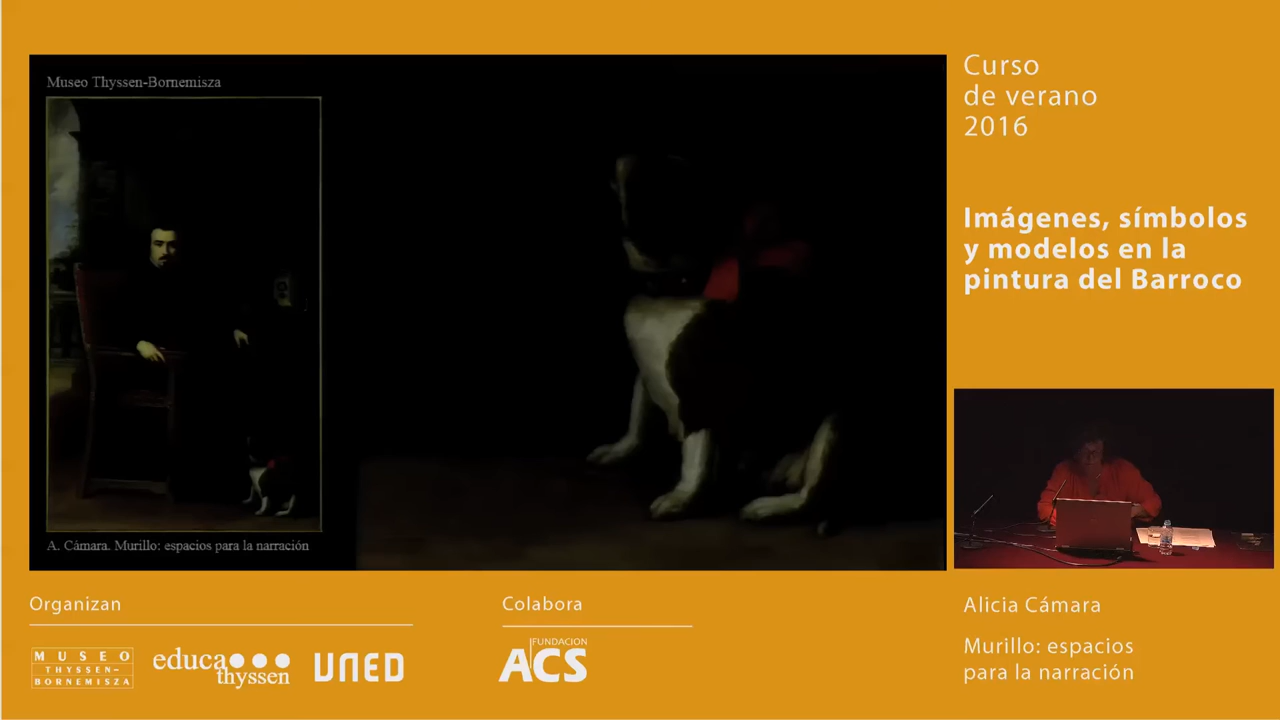 Museo Thyssen-Bornemisza
A. Cámara. Murillo: espacios para la narración
Curso
de verano
2016
Imágenes, símbolos
y modelos en la
pintura del Barroco
Alicia Cámara
Murillo: espacios
para la narración
Organizan
MUSEO
THYSSEN-
BORNEMISZA
educa
thyssen
UNED
Colabora
FUNDACION
ACS